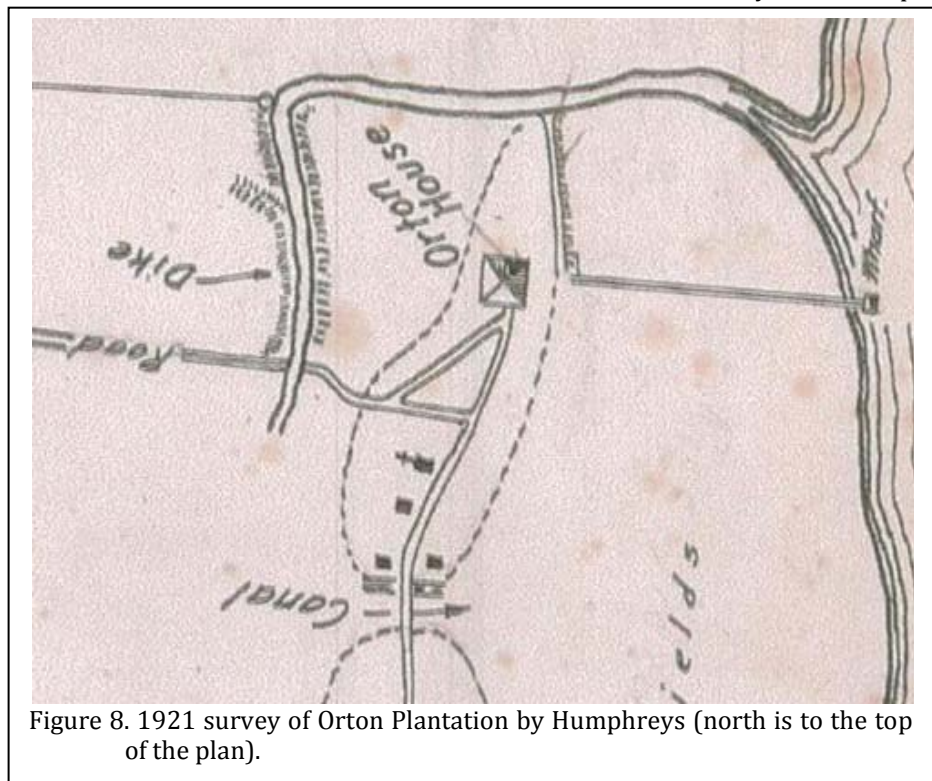 Orton
House
Wharf
Dike
Road
Canal
ields
Figure 8. 1921 survey of Orton Plantation by Humphreys (north is to the top
of the plan).